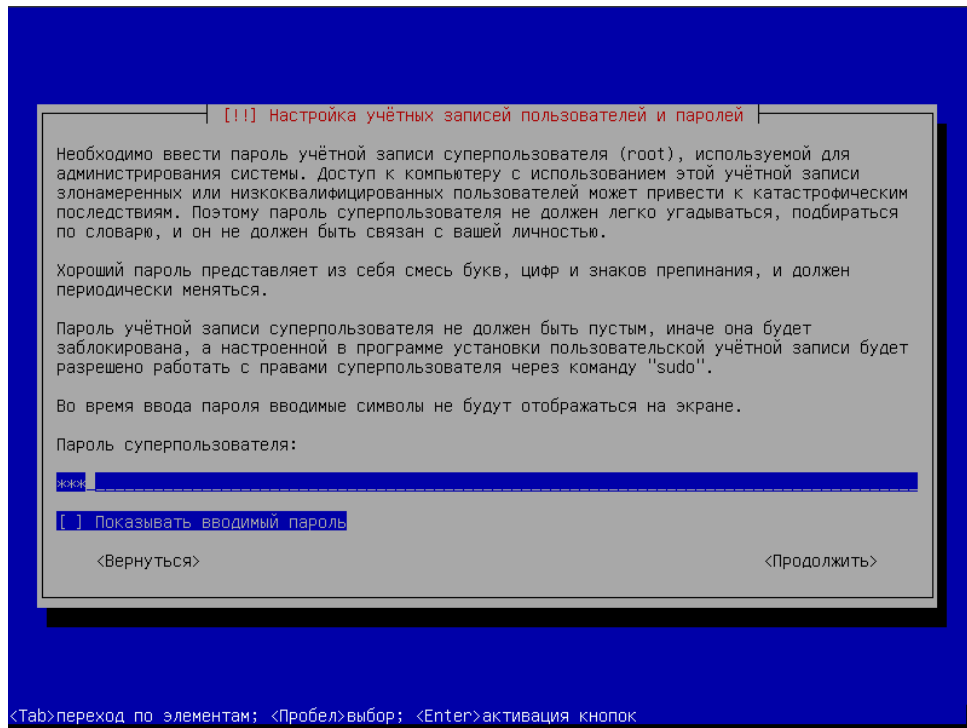 [!!] Настройка учётных записей пользователей и паролей
Необходимо ввести пароль учётной записи суперпользователя (root), используемой для
администрирования системы. Доступ к компьютеру с использованием этой учётной записи
злонамеренных или низкоквалифицированных пользователей может привести к катастрофическим
последствиям. Поэтому пароль суперпользователя не должен легко угадываться, подбираться
по словарю, и он не должен быть связан с вашей личностью.
Хороший пароль представляет из себя смесь букв, цифр и знаков препинания, и должен
периодически меняться.
Пароль учётной записи суперпользователя не должен быть пустым, иначе она будет
заблокирована, а настроенной в программе установки пользовательской учётной записи будет
разрешено работать с правами суперпользователя через команду "sudo".
Во время ввода пароля вводимые символы не будут отображаться на экране.
Пароль суперпользователя:
***
[ ] Показывать вводимый пароль
<Вернуться> <Продолжить>
<Tab>переход по элементам; <Пробел>выбор; <Enter>активация кнопок